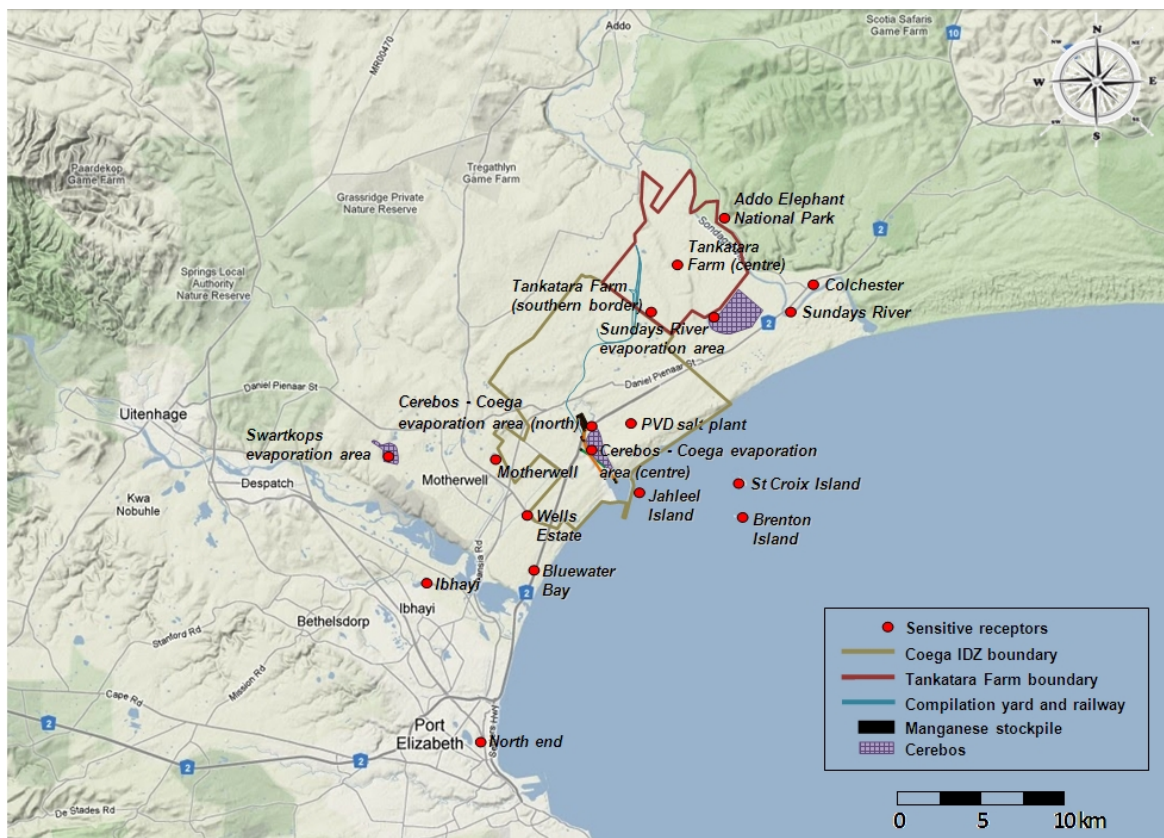 Addo
Scotia Safaris
Game Farm
10
MR00470
N
NW
NE
W
E
SW
SE
S
Paardekop
Game Farm
Tregathlyn
Game Farm
Grassridge Private
Nature Reserve
Addo Elephant
National Park
2
Sondags
Tankatara
Farm (centre)
Springs Local
Authority
Nature Reserve
Tankatara Farm
(southern border)
Colchester
Sundays River
2
Sundays River
evaporation area
Daniel Pienaar St
Daniel Pienaar St
Uitenhage
Cerebos - Coega
evaporation area (north)
PVD salt plant
Swartkops
evaporation area
Cerebos - Coega evaporation
area (centre)
Motherwell
Motherwell
Despatch
St Croix Island
Jahleel
Island
Kwa
Nobuhle
Wells
Estate
Brenton
Island
Bluewater
Bay
2
Ibhayi
Ibhayi
Bethelsdorp
Stanford Rd
Mission Rd
Cape Rd
2
Port
Elizabeth
North end
2
De Stades Rd
Sensitive receptors
Coega IDZ boundary
Tankatara Farm boundary
Compilation yard and railway
Manganese stockpile
Cerebos
0 5 10 km